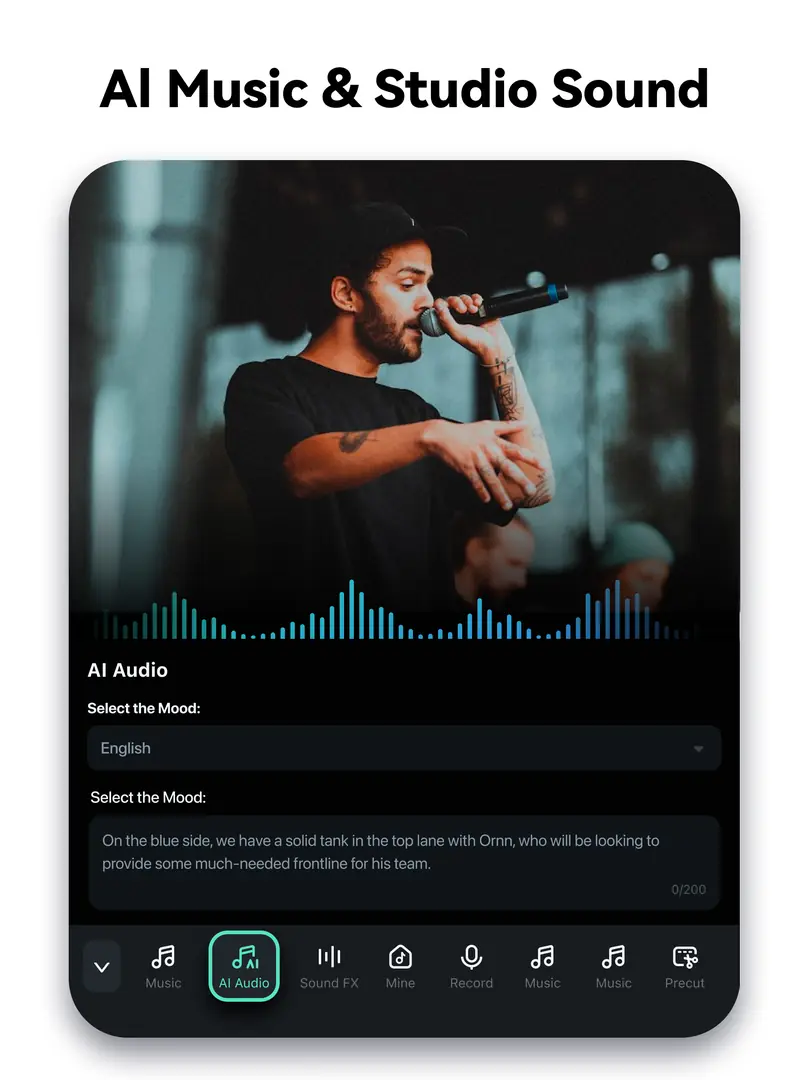 AI Music & Studio Sound
AI Audio
Select the Mood:
English
Select the Mood:
On the blue side, we have a solid tank in the top lane with Ornn, who will be looking to
provide some much-needed frontline for his team.
0/200
AI
Music
AI Audio
Sound FX
Mine
Record
Music
Music
Precut